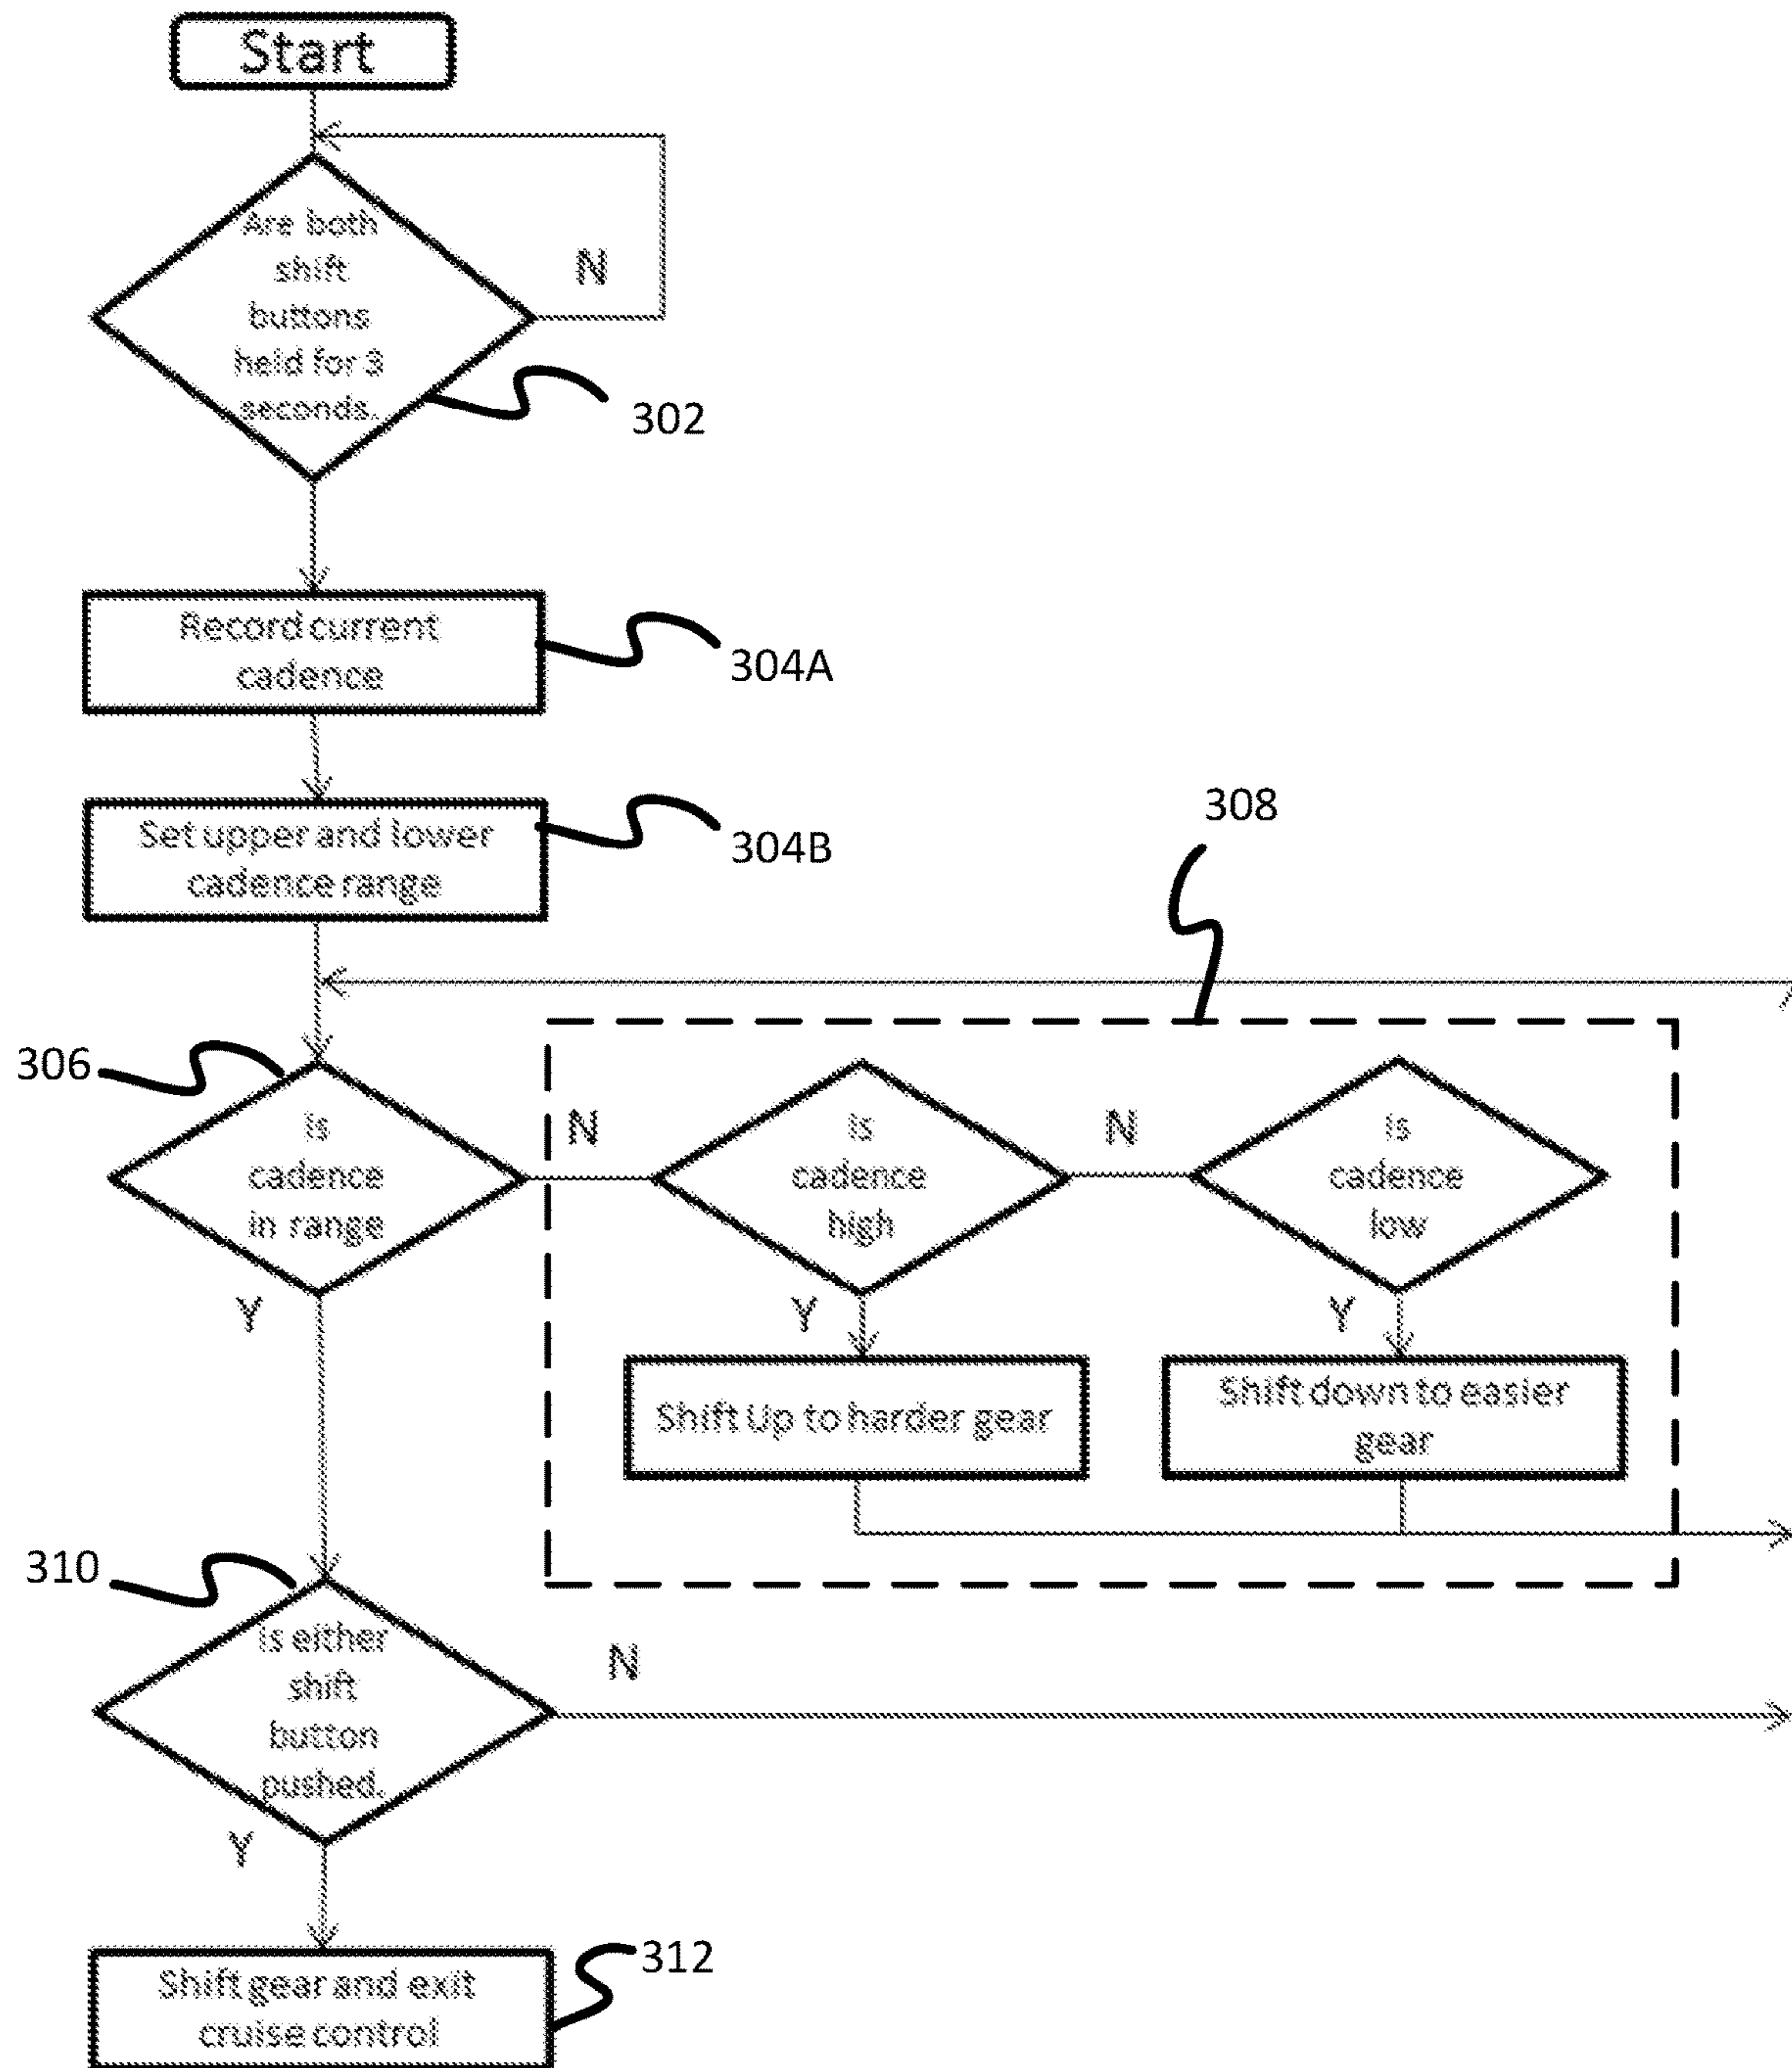 Start
Are both
shift
buttons
held for 3
seconds.
N
302
Record current
cadence
304A
Set upper and lower
cadence range
304B
308
306
is
cadence
in range
N
is
cadence
high
N
is
cadence
low
Y
Y
Y
Shift Up to harder gear
Shift down to easier
gear
310
is either
shift
button
pushed.
N
Y
Shift gear and exit
cruise control
312